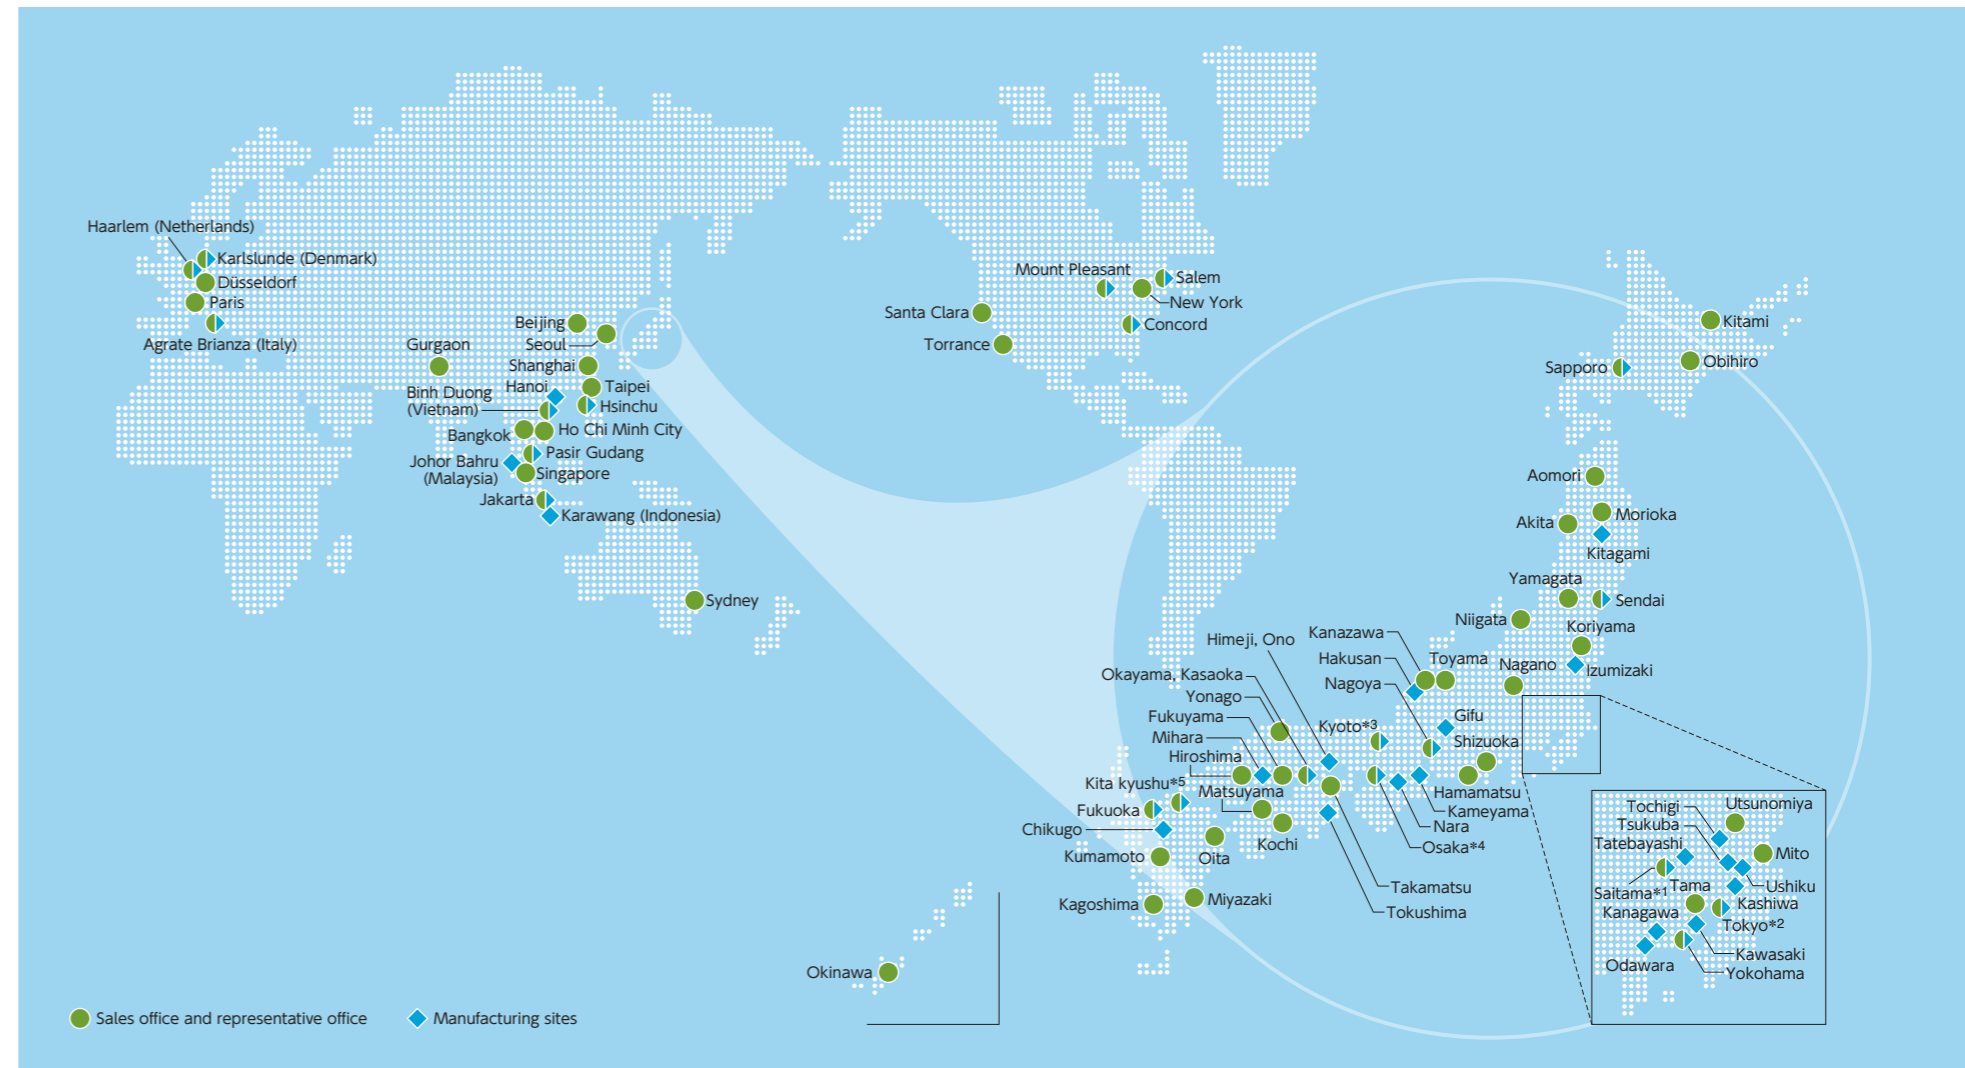 Haarlem (Netherlands)
Karlslunde (Denmark)
Düsseldorf
Paris
Agrate Brianza (Italy)
Gurgaon
Beijing
Seoul
Shanghai
Hanoi
Taipei
Binh Duong
(Vietnam)
Hsinchu
Bangkok
Ho Chi Minh City
Pasir Gudang
Johor Bahru
(Malaysia)
Singapore
Jakarta
Karawang (Indonesia)
Sydney
Mount Pleasant
Salem
New York
Santa Clara
Concord
Torrance
Kitami
Obihiro
Sapporo
Aomori
Morioka
Akita
Kitagami
Yamagata
Sendai
Niigata
Koriyama
Kanazawa
Himeji, Ono
Hakusan
Toyama
Nagano
Izumizaki
Okayama, Kasaoka
Nagoya
Yonago
Fukuyama
Kyoto*3
Gifu
Mihara
Shizuoka
Hiroshima
Kita kyushu*5
Matsuyama
Hamamatsu
Fukuoka
Kameyama
Chikugo
Nara
Kochi
Osaka*4
Kumamoto
Oita
Takamatsu
Kagoshima
Miyazaki
Tokushima
Okinawa
Tochigi
Utsunomiya
Tsukuba
Tatebayashi
Mito
Saitama*1
Tama
Ushiku
Kashiwa
Kanagawa
Tokyo*2
Kawasaki
Odawara
Yokohama
Sales office and representative office
Manufacturing sites